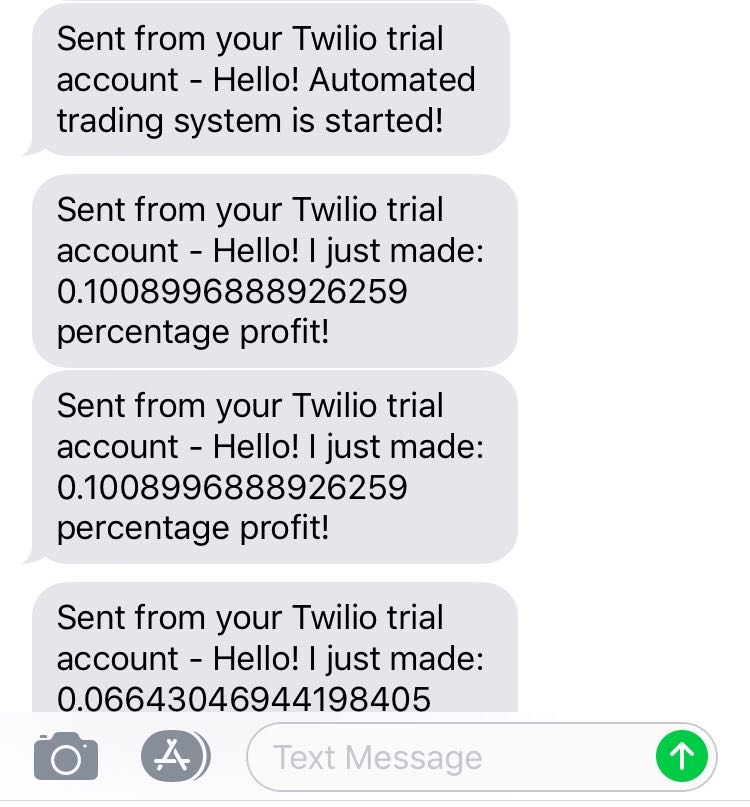 Sent from your Twilio trial
account - Hello! Automated
trading system is started!
Sent from your Twilio trial
account - Hello! I just made:
0.1008996888926259
percentage profit!
Sent from your Twilio trial
account - Hello! I just made:
0.1008996888926259
percentage profit!
Sent from your Twilio trial
account - Hello! I just made:
0.06643046944198405
Text Message